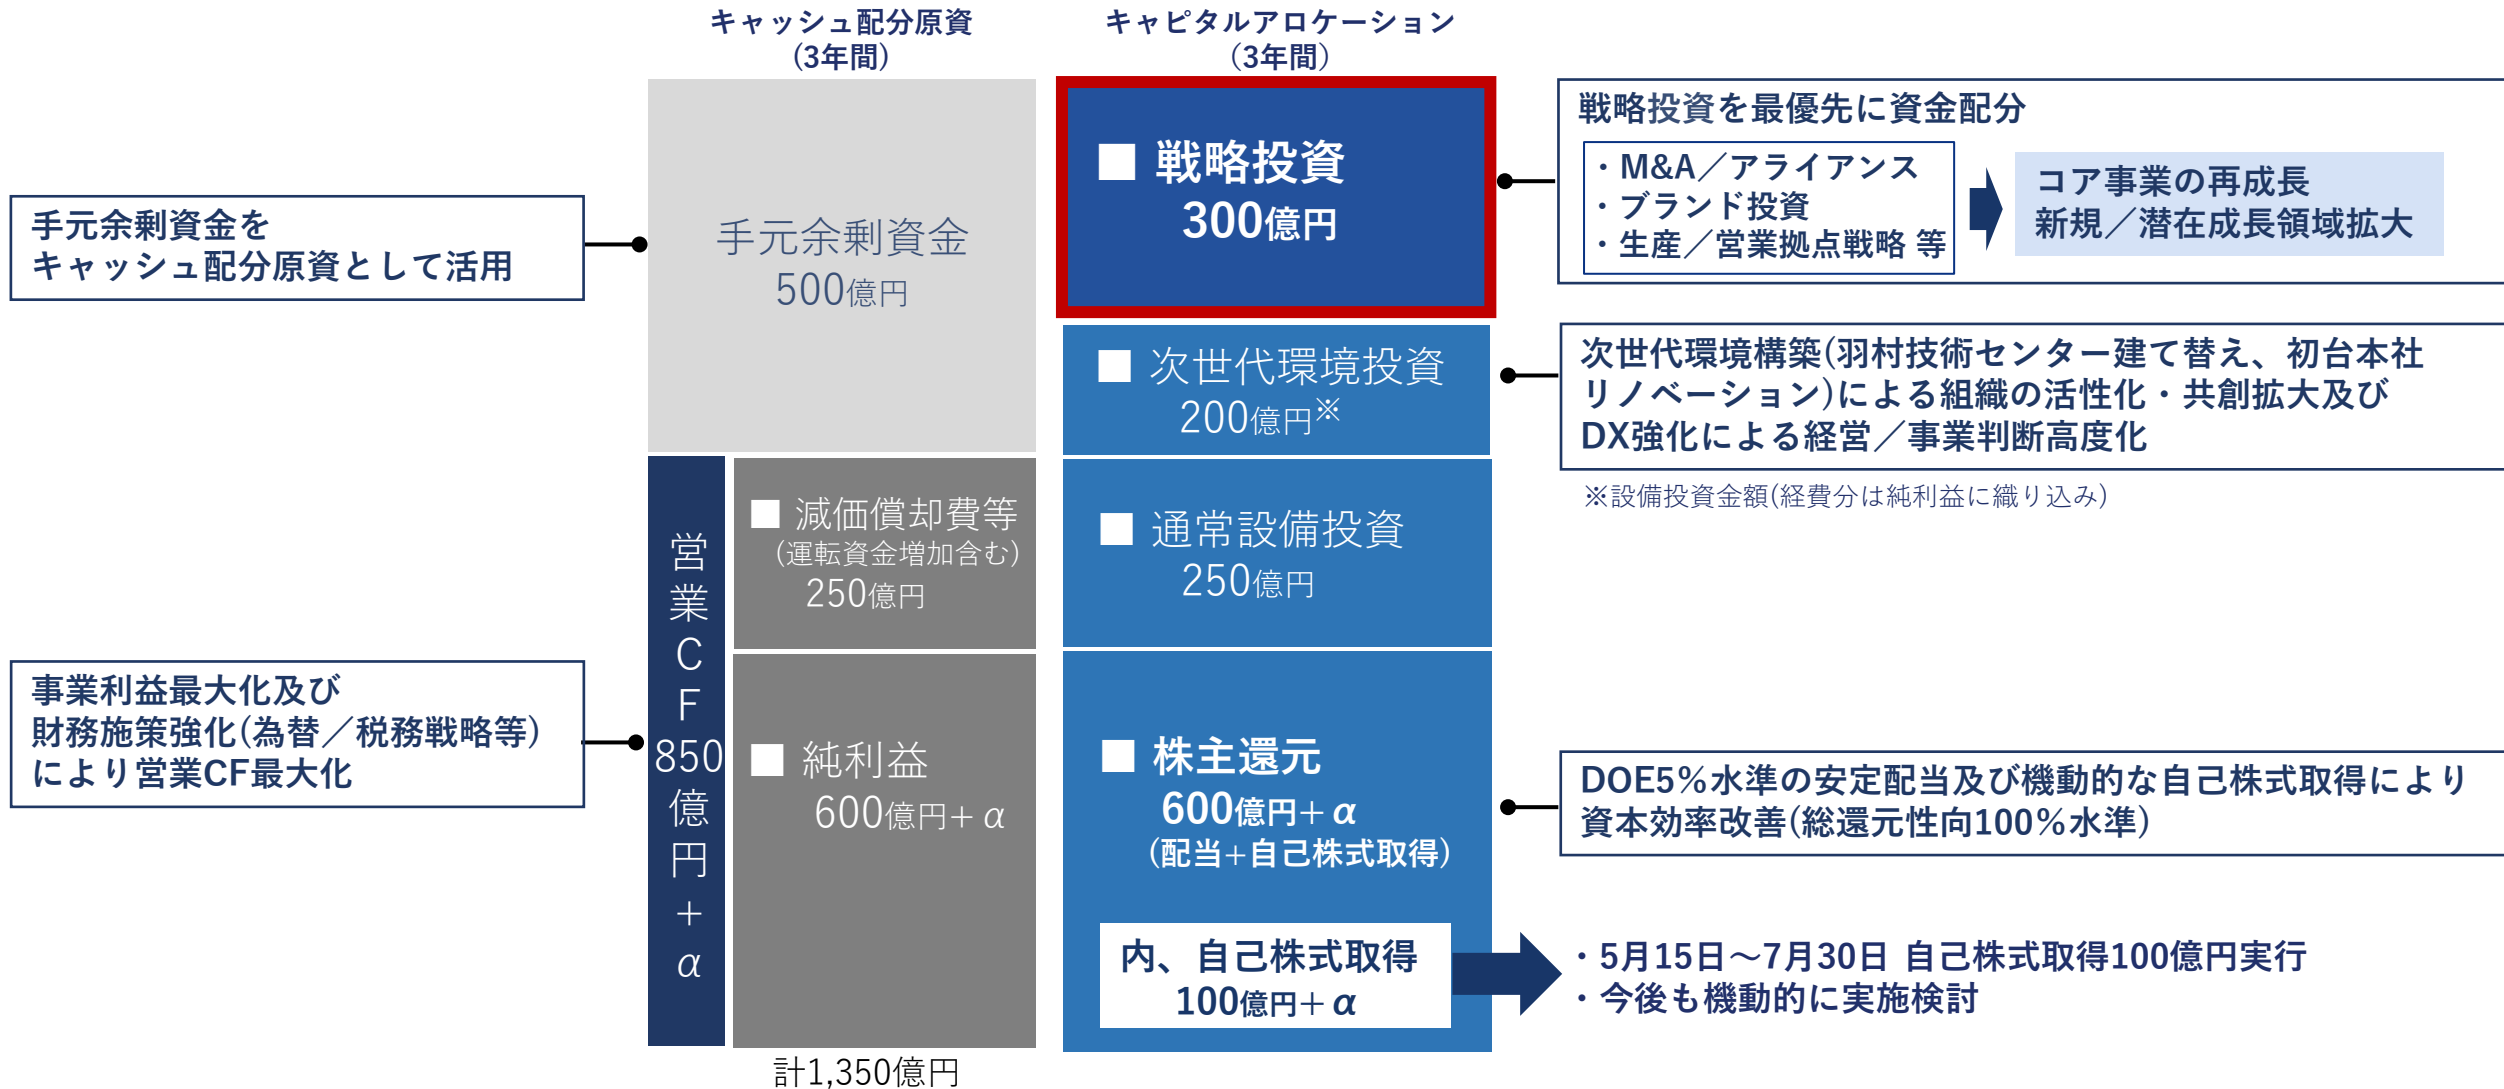 キャッシュ配分原資
(3年間)
キャピタルアロケーション
(3年間)
手元余剰資金を
キャッシュ配分原資として活用
手元余剰資金
500億円
営業CF850億円+α
■ 減価償却費等
(運転資金増加含む)
250億円
■ 純利益
600億円+α
計1,350億円
事業利益最大化及び
財務施策強化(為替／税務戦略等)
により営業CF最大化
■ 戦略投資
300億円
■ 次世代環境投資
200億円※
■ 通常設備投資
250億円
■ 株主還元
600億円+α
(配当+自己株式取得)
内、自己株式取得
100億円+α
戦略投資を最優先に資金配分
・M&A／アライアンス
・ブランド投資
・生産／営業拠点戦略 等
コア事業の再成長
新規／潜在成長領域拡大
次世代環境構築(羽村技術センター建て替え、初台本社
リノベーション)による組織の活性化・共創拡大及び
DX強化による経営／事業判断高度化
※設備投資金額(経費分は純利益に織り込み)
DOE5%水準の安定配当及び機動的な自己株式取得により
資本効率改善(総還元性向100%水準)
・5月15日～7月30日 自己株式取得100億円実行
・今後も機動的に実施検討